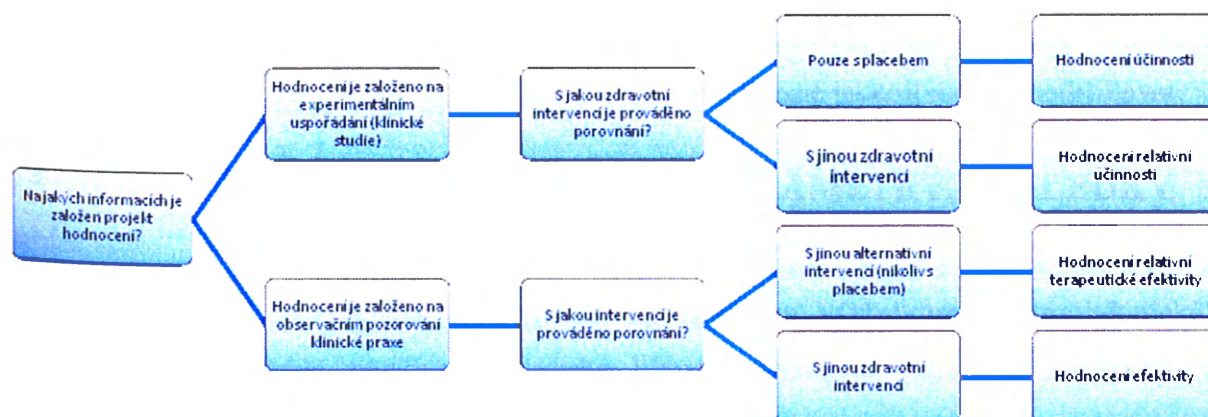 Na jakých informacích je
založen projekt
hodnocení?
Hodnocení je založeno na
experimentálním
uspořádání (klinické
studie)
S jakou zdravotní
intervencí je prováděno
porovnání?
Pouze s placebem
Hodnocení účinnosti
S jinou zdravotní
intervencí
Hodnocení relativní
účinnosti
Hodnocení je založeno na
observačním pozorování
klinické praxe
S jakou intervencí je
prováděno porovnání?
S jinou alternativní
intervencí (nikoliv s
placebem)
Hodnocení relativní
terapeutické efektivity
S jinou zdravotní
intervencí
Hodnocení efektivity